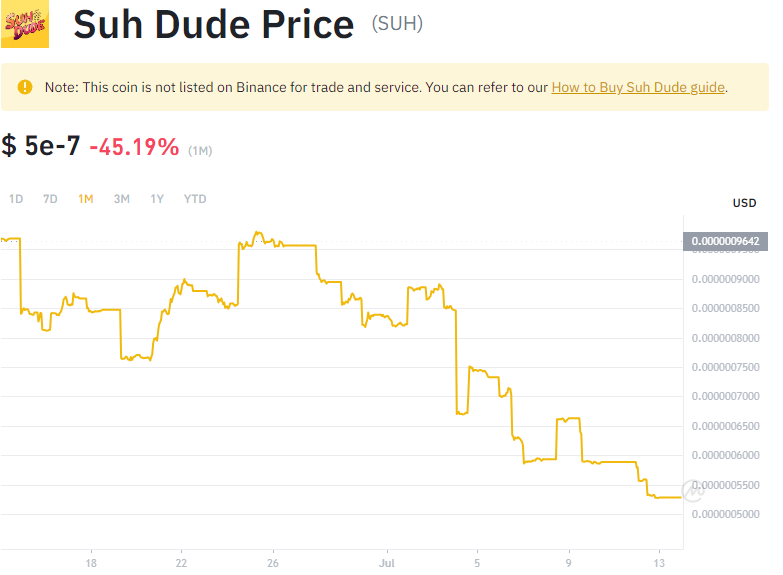 SUH
DUDE
Suh Dude Price (SUH)
Note: This coin is not listed on Binance for trade and service. You can refer to our How to Buy Suh Dude guide.
$ 5e-7 -45.19% (1M)
1D 7D 1M 3M 1Y YTD
USD
0.0000009642
0.0000009000
0.0000008500
0.0000008000
0.0000007500
0.0000007000
0.0000006500
0.0000006000
0.0000005500
0.0000005000
18 22 26 Jul 5 9 13